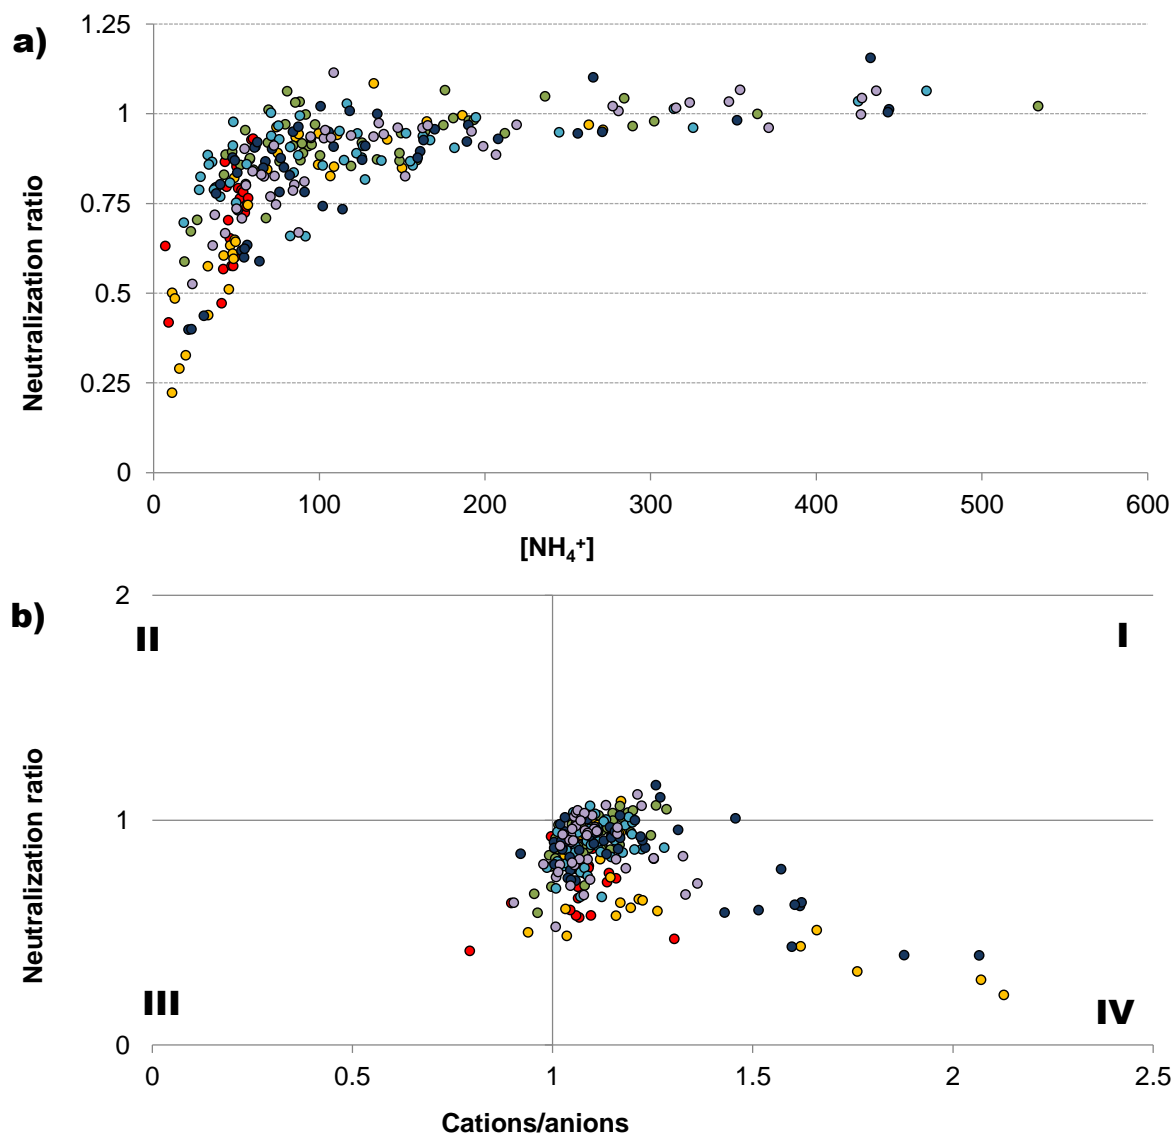 a)
1.25
1
0.75
0.5
0.25
0
Neutralization ratio
0 100 200 300 400 500 600
[NH₄⁺]
b)
2
1
0
II
I
III
IV
Neutralization ratio
0 0.5 1 1.5 2 2.5
Cations/anions